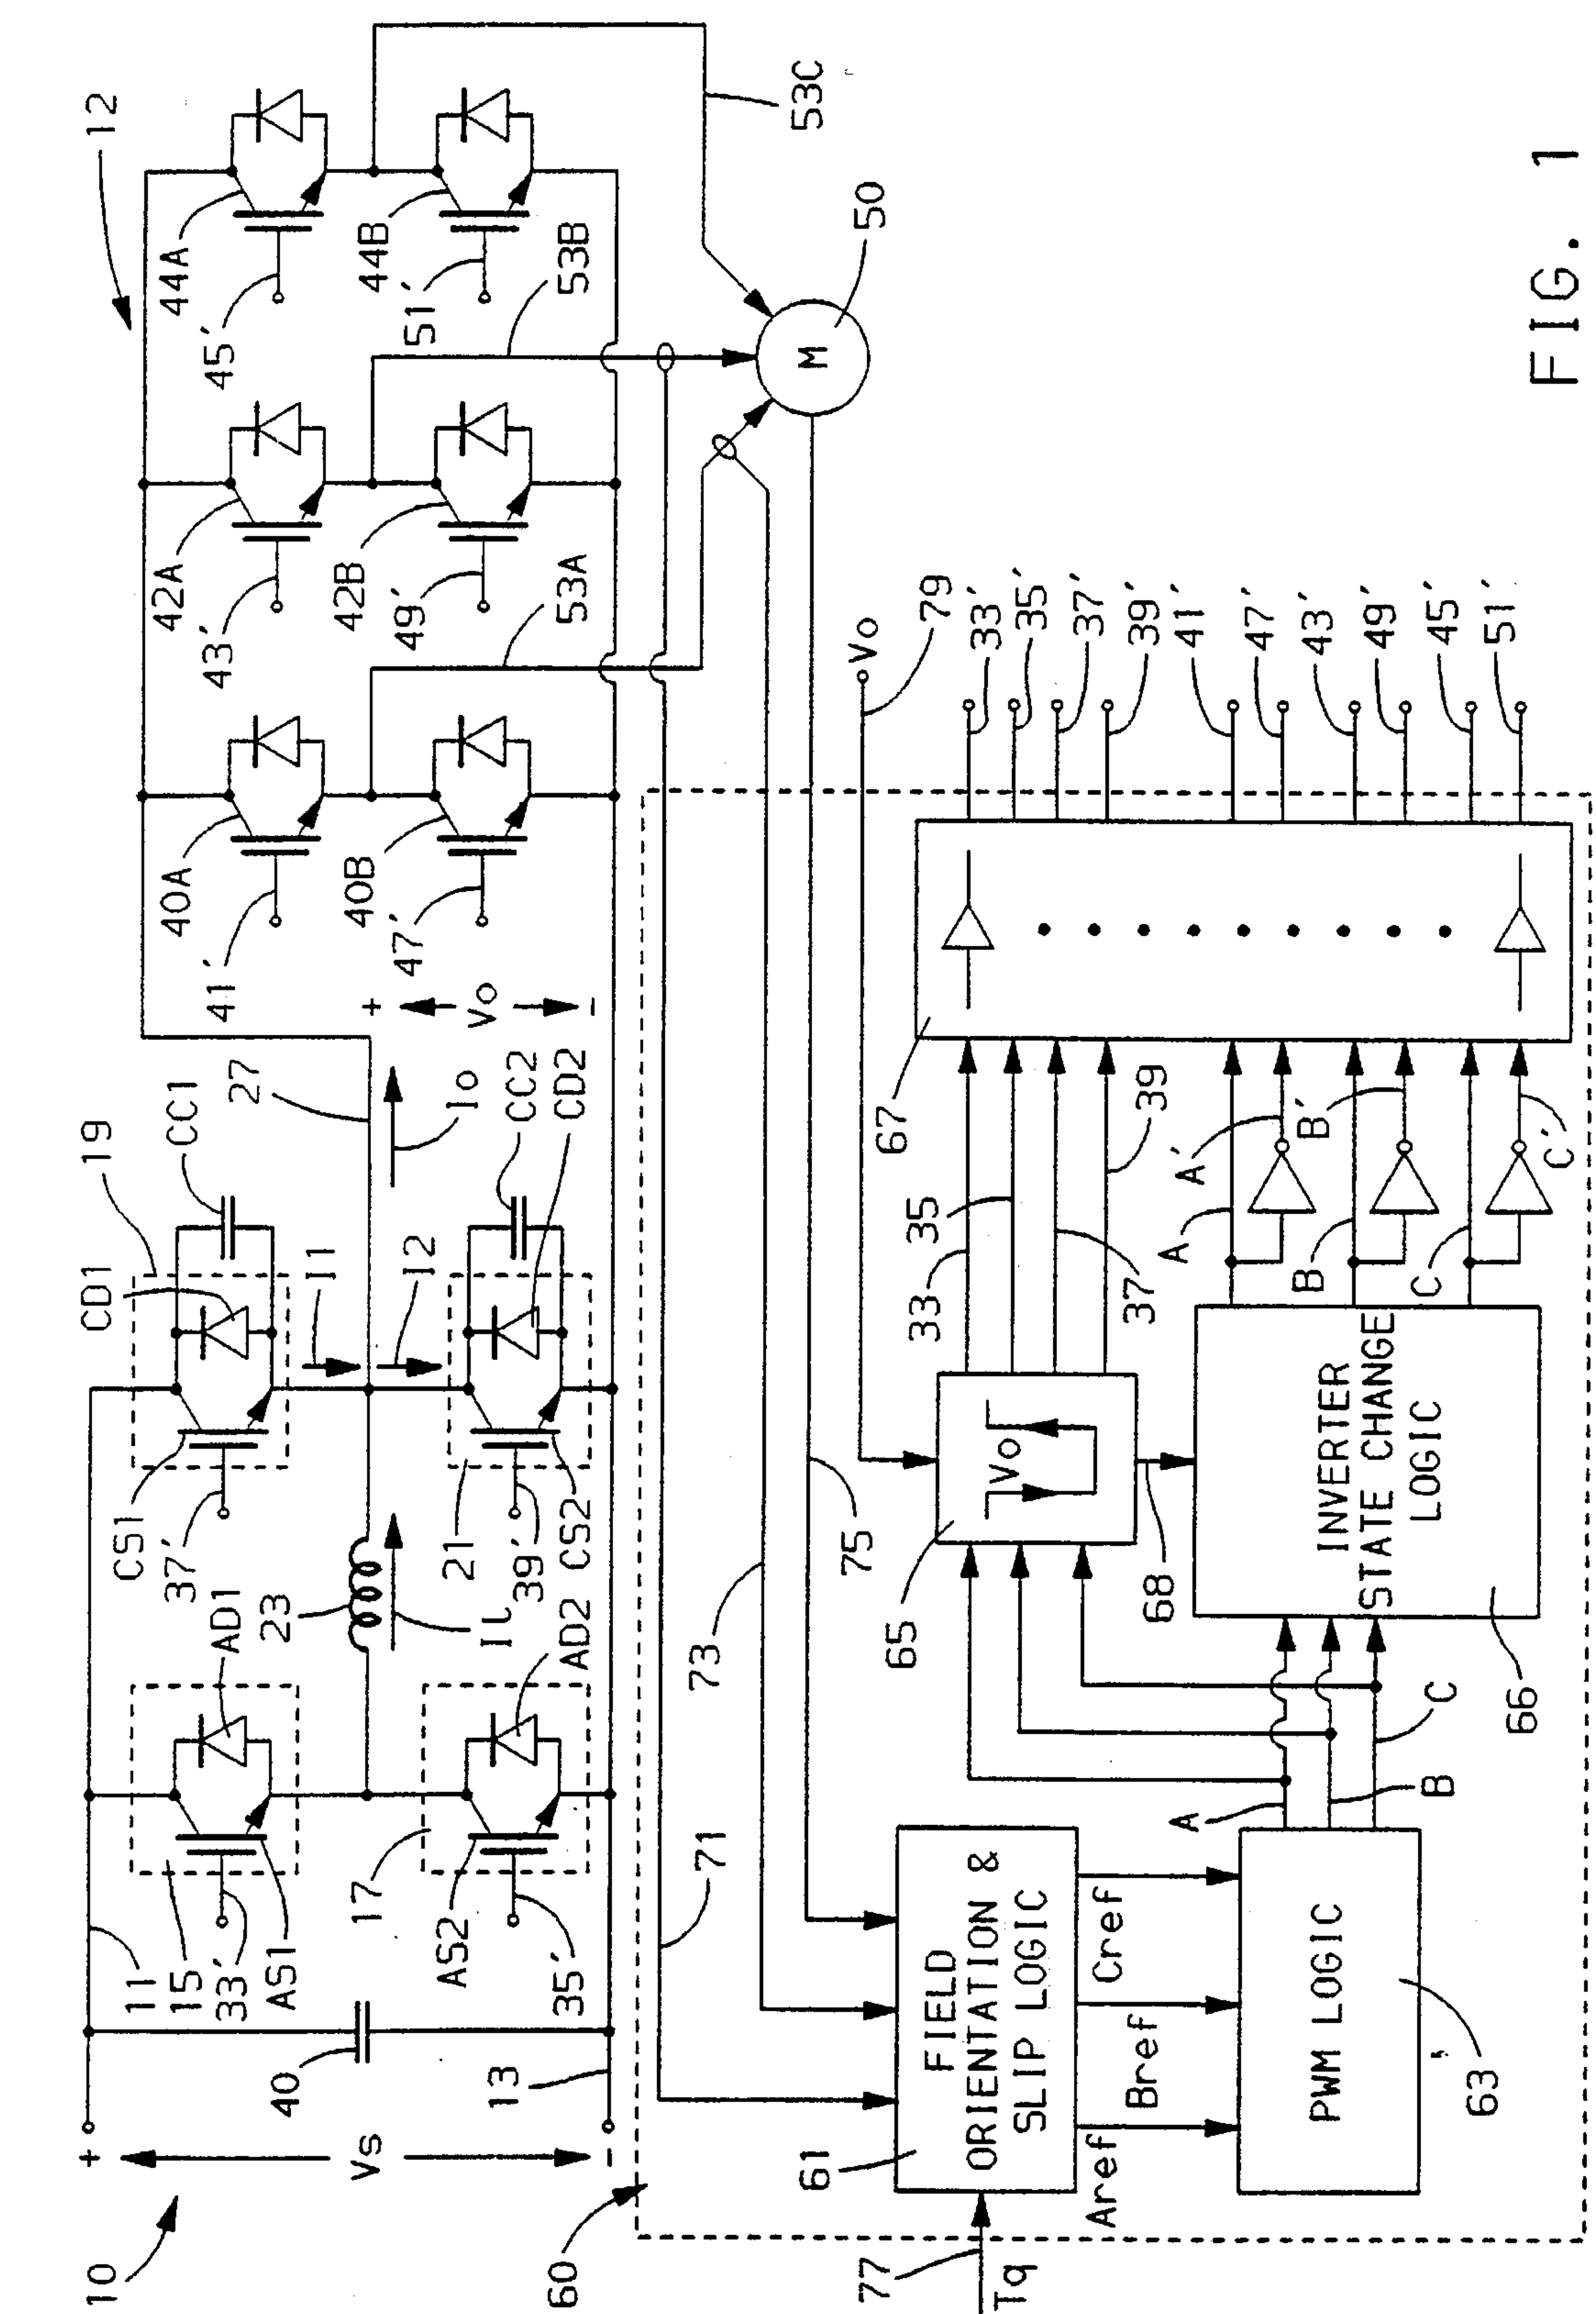 10
+
Vs
-
11
13
40
15
33′
AS1
AD1
17
AS2
35′
AD2
23
IL
CS1
37′
CD1
19
CC1
I1
I2
21
39′
CS2
CC2
CD2
27
Io
+
Vo
-
12
40A
41′
40B
47′
42A
43′
42B
49′
53A
44A
45′
44B
51′
53B
53C
M
50
60
71
73
75
77
Tq
61
FIELD
ORIENTATION &
SLIP LOGIC
Aref
Bref
Cref
PWM LOGIC
63
A
B
C
65
Vo
68
Vo
79
INVERTER
STATE CHANGE
LOGIC
66
33
35
37
39
A
A′
B
B′
C
C′
67
33′
35′
37′
39′
41′
47′
43′
49′
45′
51′
FIG. 1